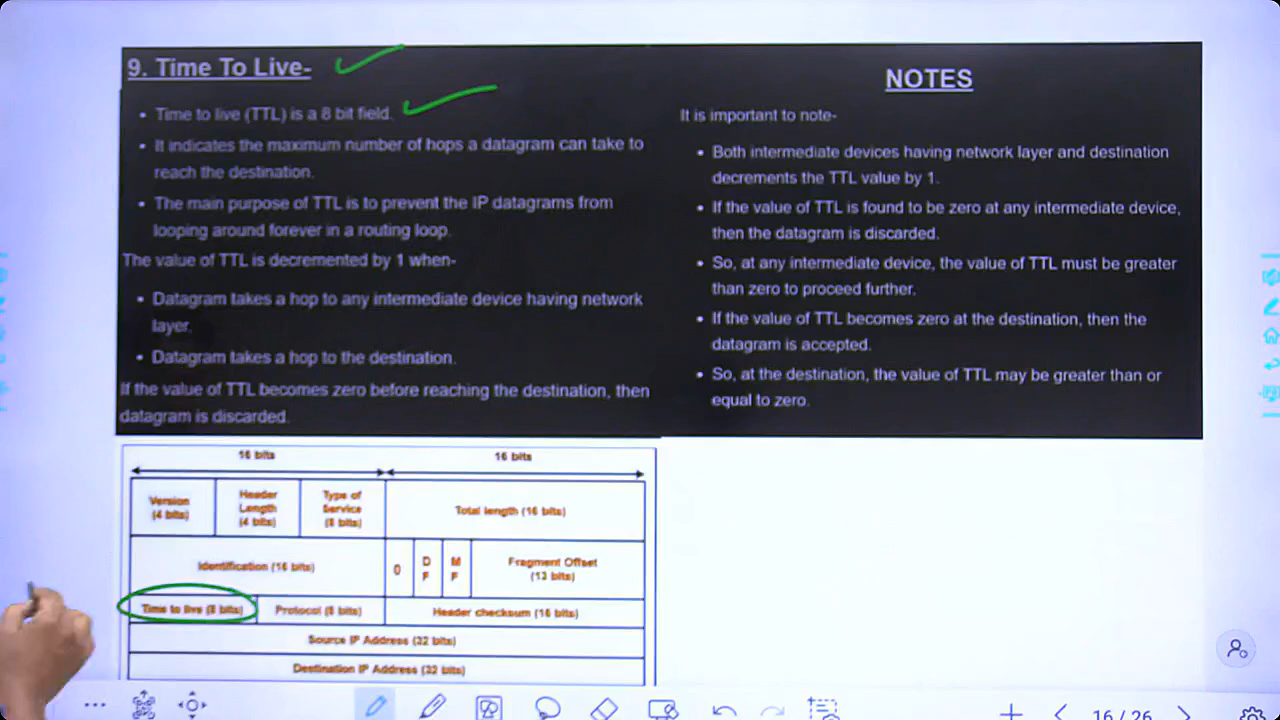 9. Time To Live-
• Time to live (TTL) is a 8 bit field.
• It indicates the maximum number of hops a datagram can take to
reach the destination.
• The main purpose of TTL is to prevent the IP datagrams from
looping around forever in a routing loop.
The value of TTL is decremented by 1 when-
• Datagram takes a hop to any intermediate device having network
layer.
• Datagram takes a hop to the destination.
If the value of TTL becomes zero before reaching the destination, then
datagram is discarded.
NOTES
It is important to note-
• Both intermediate devices having network layer and destination
decrements the TTL value by 1.
• If the value of TTL is found to be zero at any intermediate device,
then the datagram is discarded.
• So, at any intermediate device, the value of TTL must be greater
than zero to proceed further.
• If the value of TTL becomes zero at the destination, then the
datagram is accepted.
• So, at the destination, the value of TTL may be greater than or
equal to zero.
16 bits 16 bits
Version
(4 bits)
Header
Length
(4 bits)
Type of
Service
(8 bits)
Total length (16 bits)
Identification (16 bits)
0
D
F
M
F
Fragment Offset
(13 bits)
Time to live (8 bits)
Protocol (8 bits)
Header checksum (16 bits)
Source IP Address (32 bits)
Destination IP Address (32 bits)
16 / 26